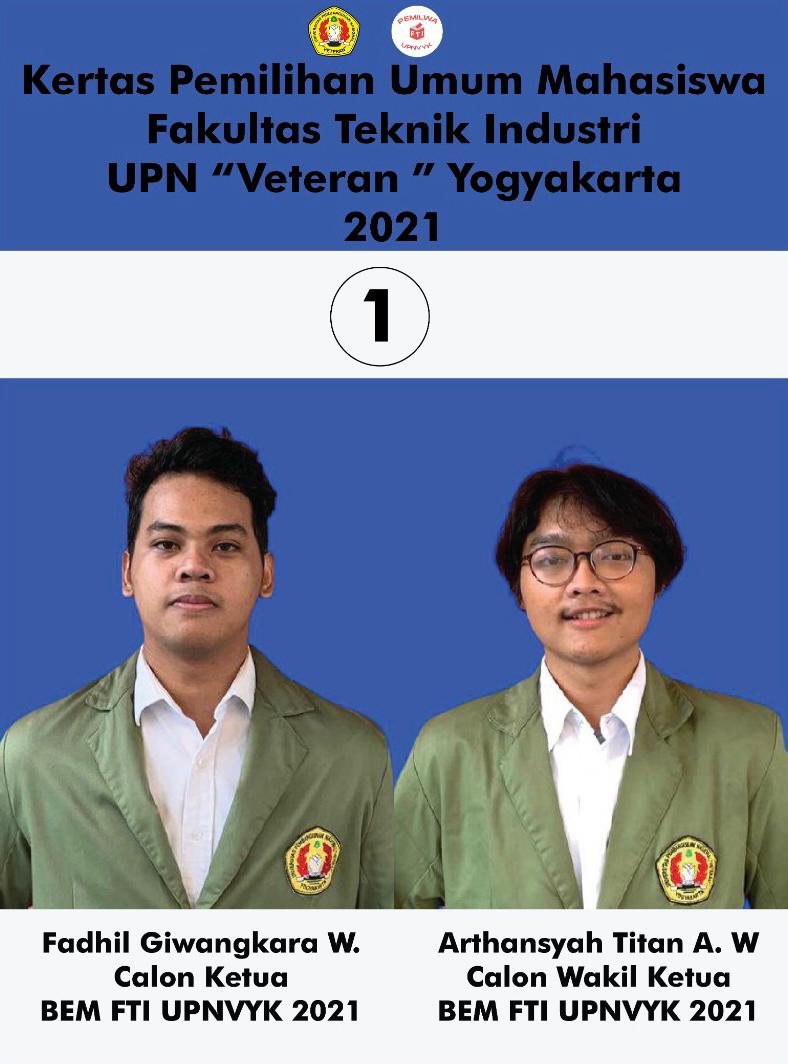 PEMILWA
FTI
UPNVYK
Kertas Pemilihan Umum Mahasiswa
Fakultas Teknik Industri
UPN “Veteran ” Yogyakarta
2021
1
Fadhil Giwangkara W.
Calon Ketua
BEM FTI UPNVYK 2021
Arthansyah Titan A. W
Calon Wakil Ketua
BEM FTI UPNVYK 2021